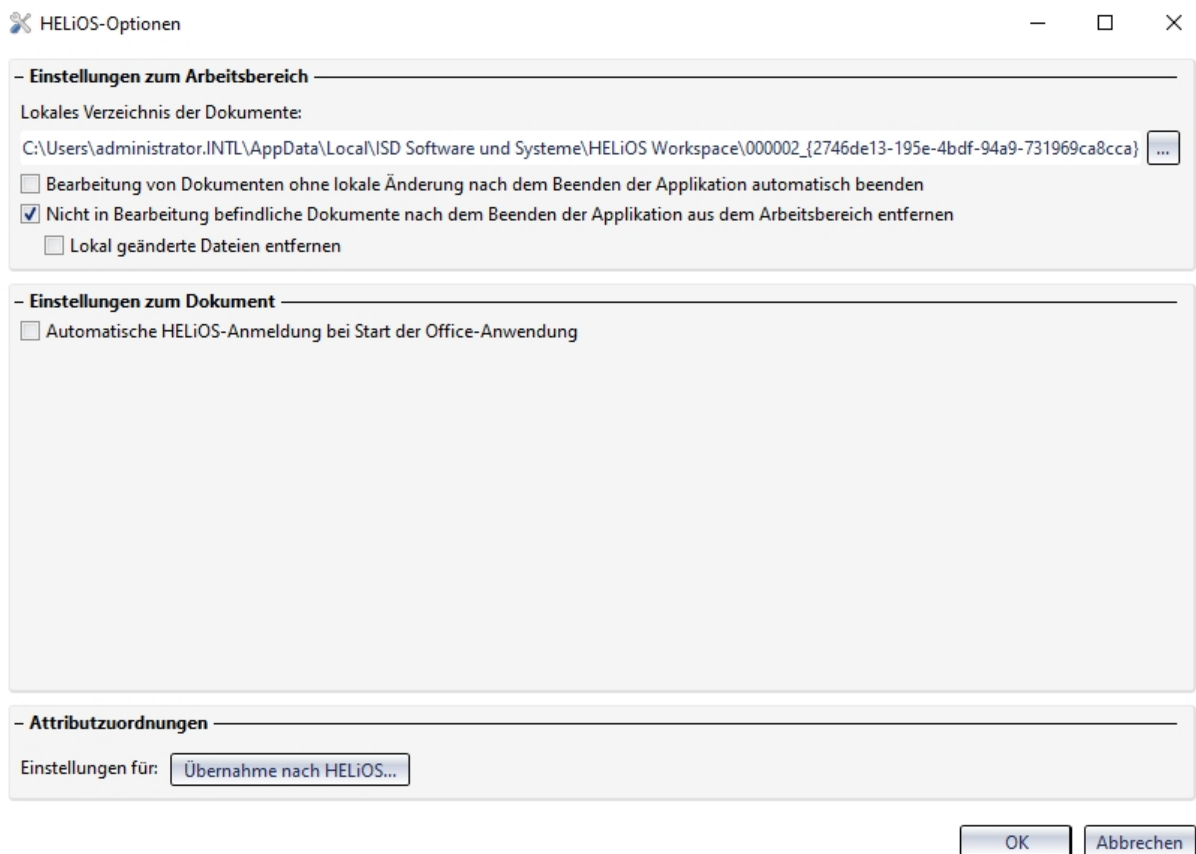 HELiOS-Optionen
Einstellungen zum Arbeitsbereich
Lokales Verzeichnis der Dokumente:
C:\Users\administrator.INTL\AppData\Local\ISD Software und Systeme\HELiOS Workspace\000002_{2746de13-195e-4bdf-94a9-731969ca8cca} ...
Bearbeitung von Dokumenten ohne lokale Änderung nach dem Beenden der Applikation automatisch beenden
Nicht in Bearbeitung befindliche Dokumente nach dem Beenden der Applikation aus dem Arbeitsbereich entfernen
Lokal geänderte Dateien entfernen
Einstellungen zum Dokument
Automatische HELiOS-Anmeldung bei Start der Office-Anwendung
Attributzuordnungen
Einstellungen für: Übernahme nach HELiOS...
OK Abbrechen